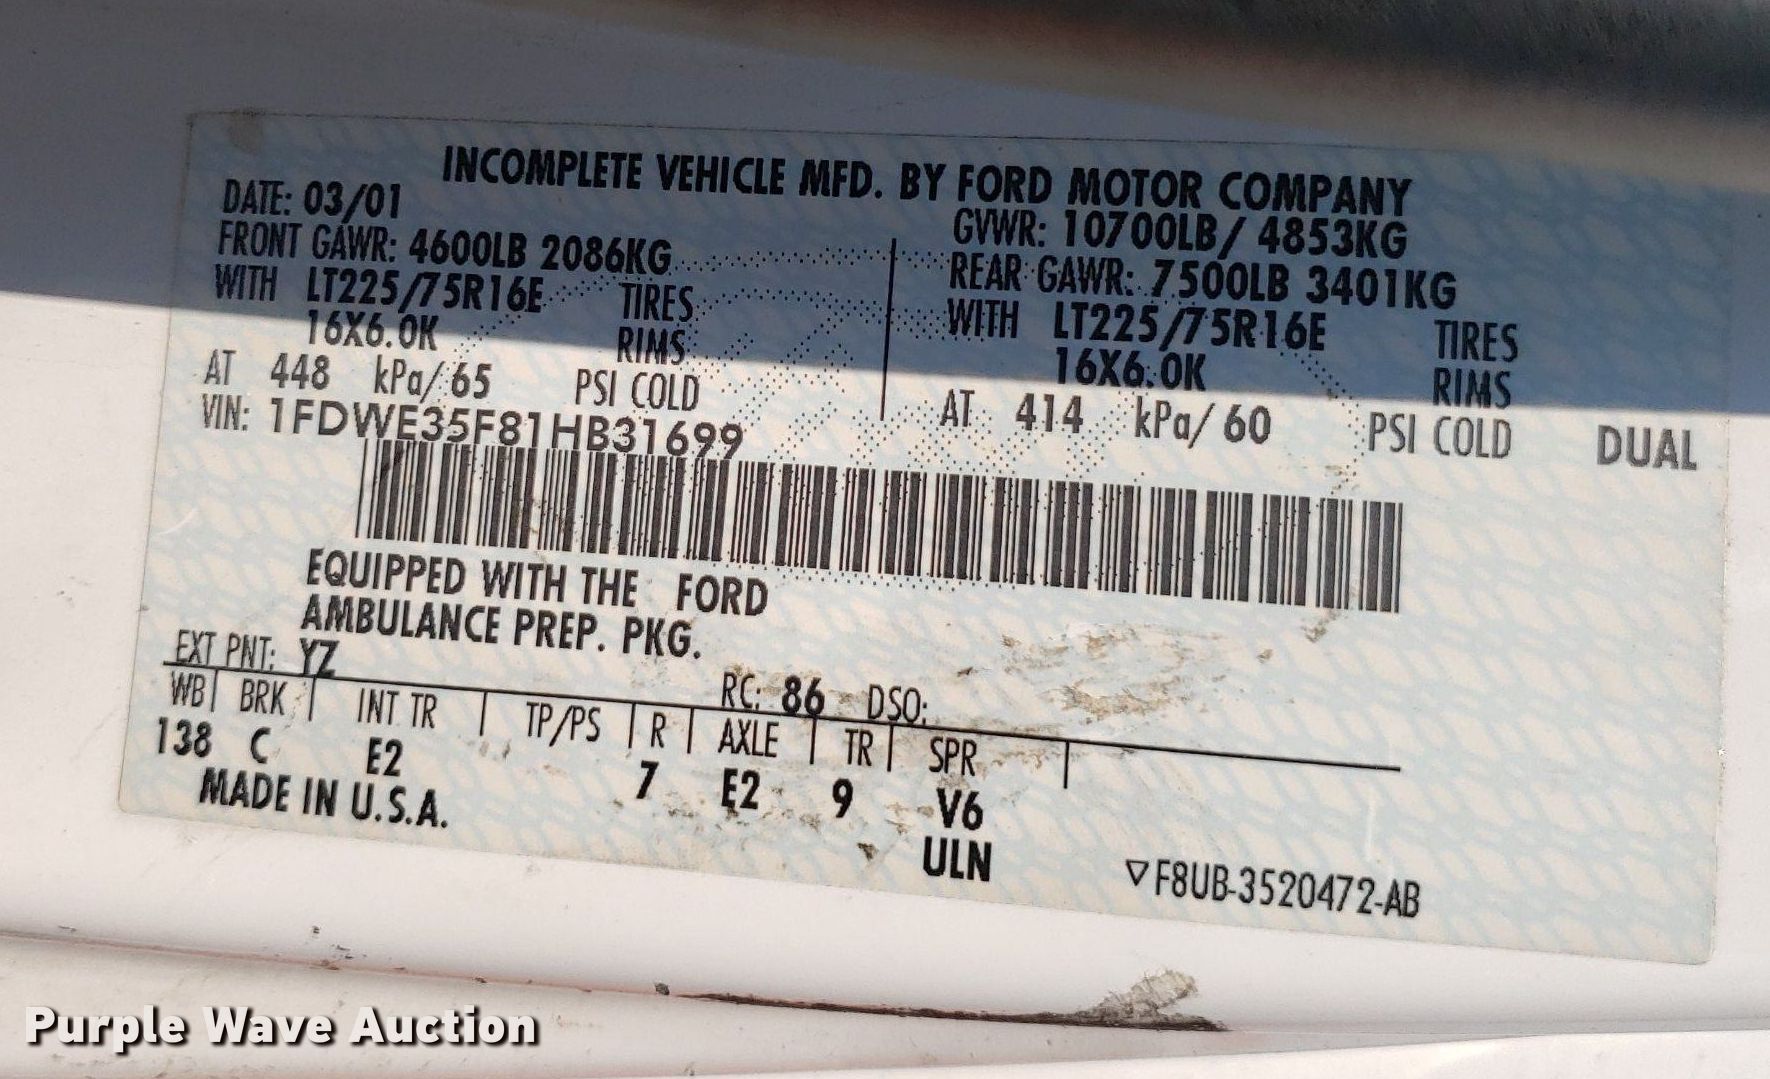 INCOMPLETE VEHICLE MFD. BY FORD MOTOR COMPANY
DATE: 03/01 GVWR: 10700LB/ 4853KG
FRONT GAWR: 4600LB 2086KG REAR GAWR: 7500LB 3401KG
WITH LT225/75R16E TIRES WITH LT225/75R16E TIRES
16X6.0K RIMS 16X6.0K RIMS
AT 448 kPa/ 65 PSI COLD AT 414 kPa/ 60 PSI COLD DUAL
VIN: 1FDWE35F81HB31699
EQUIPPED WITH THE FORD
AMBULANCE PREP. PKG.
EXT PNT: YZ RC: 86 DSO:
WB BRK INT TR TP/PS R AXLE TR SPR
138 C E2 7 E2 9 V6
MADE IN U.S.A. ULN
▽F8UB-3520472-AB
Purple Wave Auction